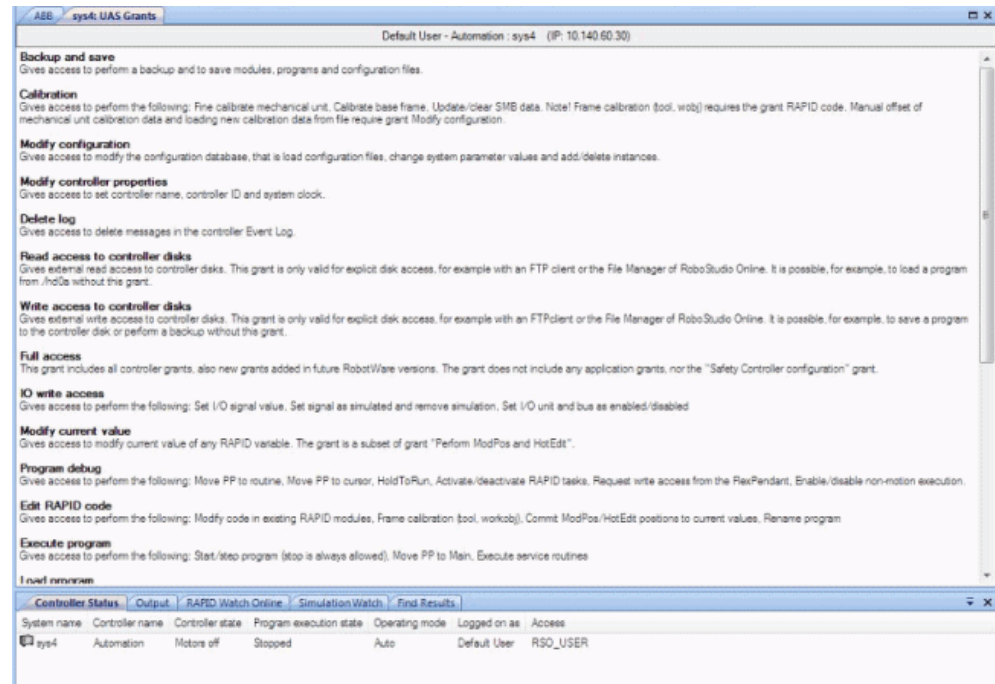 ABB sys4: UAS Grants
Default User - Automation : sys4 (IP: 10.140.60.30)
Backup and save
Gives access to perform a backup and to save modules, programs and configuration files.
Calibration
Gives access to perform the following: Fine calibrate mechanical unit, Calibrate base frame, Update/clear SMB data. Note! Frame calibration (tool, wobj) requires the grant RAPID code. Manual offset of
mechanical unit calibration data and loading new calibration data from file require grant Modify configuration.
Modify configuration
Gives access to modify the configuration database, that is load configuration files, change system parameter values and add/delete instances.
Modify controller properties
Gives access to set controller name, controller ID and system clock.
Delete log
Gives access to delete messages in the controller Event Log.
Read access to controller disks
Gives external read access to controller disks. This grant is only valid for explicit disk access, for example with an FTP client or the File Manager of RoboStudio Online. It is possible, for example, to load a program
from /hd0a without this grant.
Write access to controller disks
Gives external write access to controller disks. This grant is only valid for explicit disk access, for example with an FTPclient or the File Manager of RoboStudio Online. It is possible, for example, to save a program
to the controller disk or perform a backup without this grant.
Full access
This grant includes all controller grants, also new grants added in future RobotWare versions. The grant does not include any application grants, nor the "Safety Controller configuration" grant.
IO write access
Gives access to perform the following: Set I/O signal value, Set signal as simulated and remove simulation, Set I/O unit and bus as enabled/disabled
Modify current value
Gives access to modify current value of any RAPID variable. The grant is a subset of grant "Perform ModPos and HotEdit".
Program debug
Gives access to perform the following: Move PP to routine, Move PP to cursor, HoldToRun, Activate/deactivate RAPID tasks, Request write access from the FlexPendant, Enable/disable non-motion execution.
Edit RAPID code
Gives access to perform the following: Modify code in existing RAPID modules, Frame calibration (tool, workobj), Commit ModPos/HotEdit positions to current values, Rename program
Execute program
Gives access to perform the following: Start/step program (stop is always allowed), Move PP to Main, Execute service routines
Load program
Controller Status Output RAPID Watch Online Simulation Watch Find Results
System name Controller name Controller state Program execution state Operating mode Logged on as Access
sys4 Automation Motors off Stopped Auto Default User RSO_USER